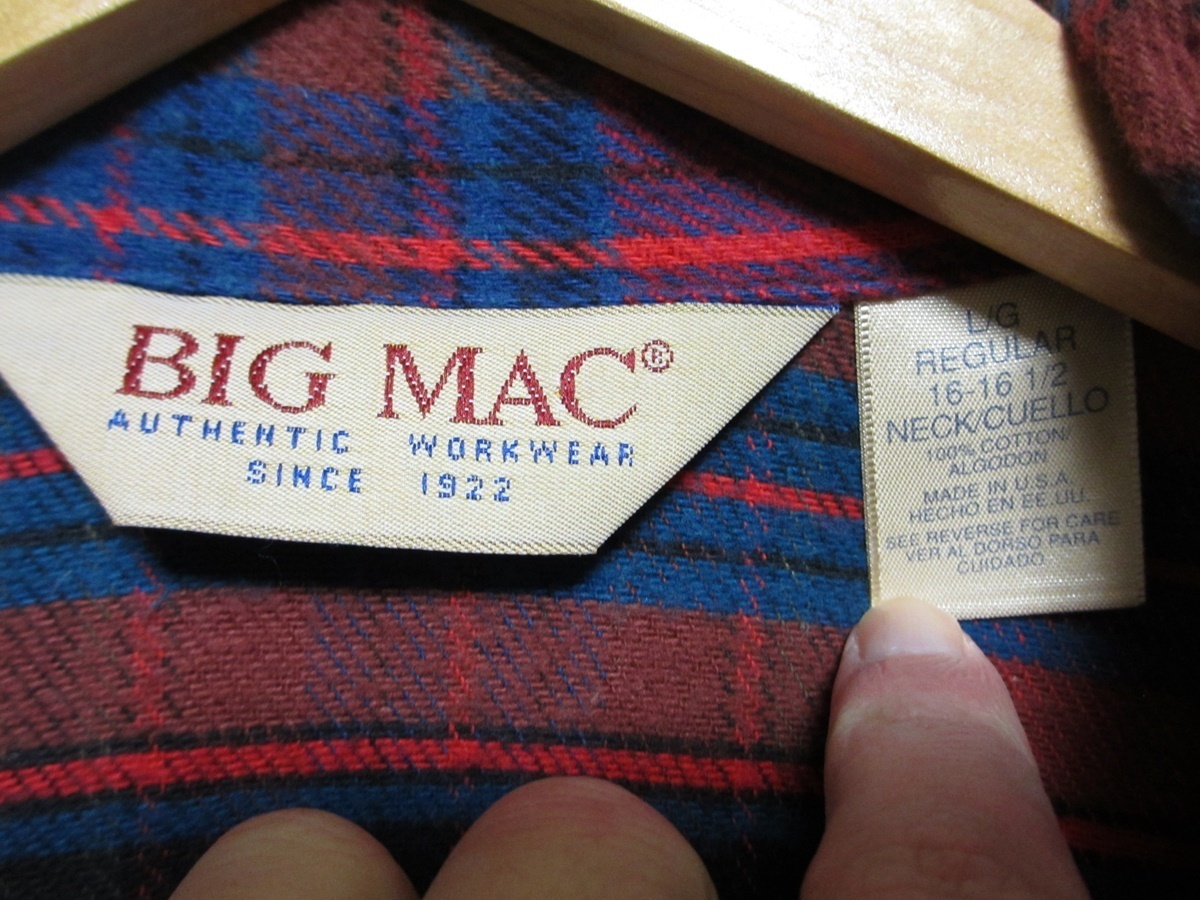 BIG MAC®
AUTHENTIC WORKWEAR
SINCE 1922
L/G
REGULAR
16-16 1/2
NECK/CUELLO
100% COTTON/
ALGODON
MADE IN U.S.A.
HECHO EN EE.UU.
SEE REVERSE FOR CARE
VER AL DORSO PARA
CUIDADO